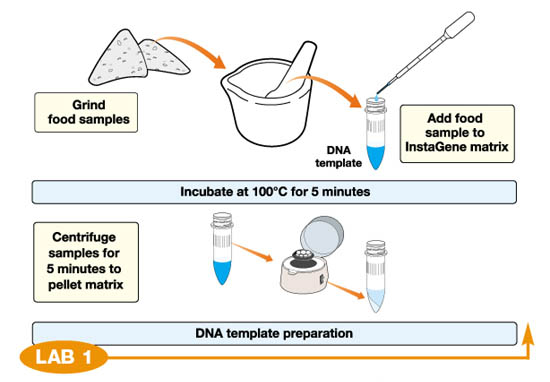 Grind
food samples
DNA
template
Add food
sample to
InstaGene matrix
Incubate at 100°C for 5 minutes
Centrifuge
samples for
5 minutes to
pellet matrix
DNA template preparation
LAB 1